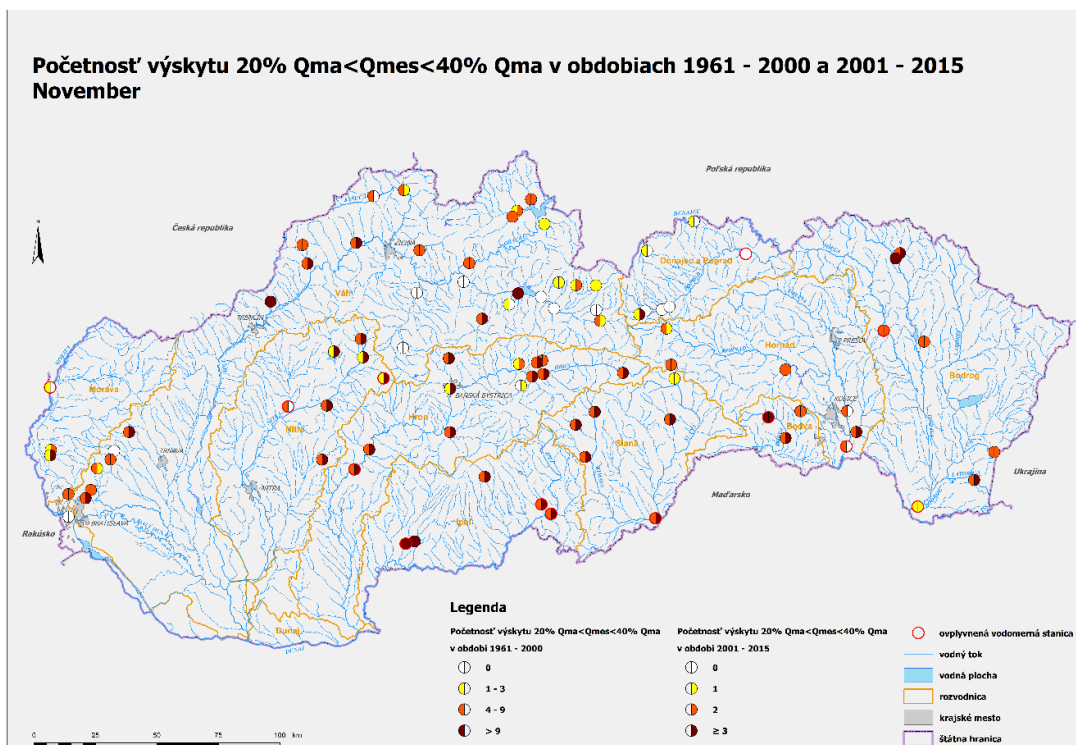 Početnosť výskytu 20% Qma<Qmes<40% Qma v obdobiach 1961 - 2000 a 2001 - 2015
November
Poľská republika
Česká republika
DUNAJEC
KYSUCA
ŽILINA
Dunajec a Poprad
Váh
TRENČÍN
Hornád
PREŠOV
Morava
Bodrog
HRON
BANSKÁ BYSTRICA
KOŠICE
Hron
Nitra
Slaná
Bodva
TRNAVA
NITRA
LATORICA
Ukrajina
Maďarsko
Ipeľ
BRATISLAVA
Rakúsko
Dunaj
DUNAJ
Legenda
Početnosť výskytu 20% Qma<Qmes<40% Qma
v období 1961 - 2000
0
1 - 3
4 - 9
> 9
Početnosť výskytu 20% Qma<Qmes<40% Qma
v období 2001 - 2015
0
1
2
≥ 3
ovplyvnená vodomerná stanica
vodný tok
vodná plocha
rozvodnica
krajské mesto
štátna hranica
0 25 50 75 100 km